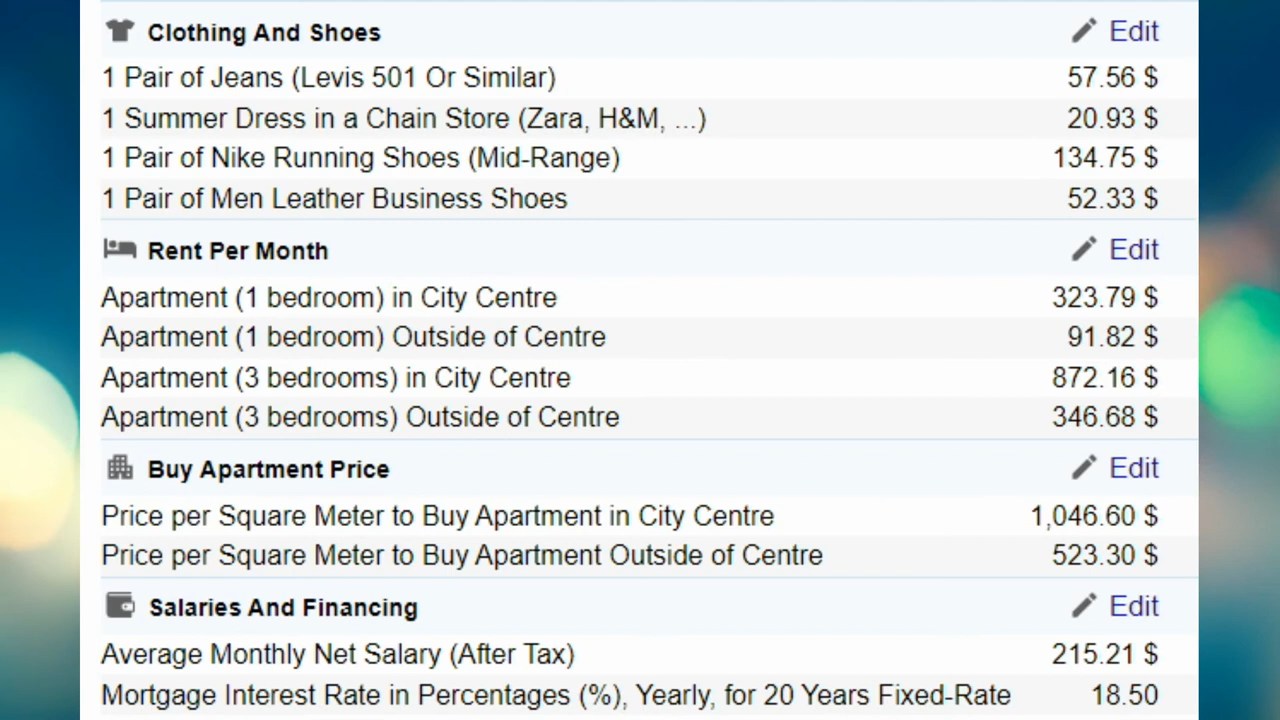 Clothing And Shoes Edit
1 Pair of Jeans (Levis 501 Or Similar) 57.56 $
1 Summer Dress in a Chain Store (Zara, H&M, ...) 20.93 $
1 Pair of Nike Running Shoes (Mid-Range) 134.75 $
1 Pair of Men Leather Business Shoes 52.33 $
Rent Per Month Edit
Apartment (1 bedroom) in City Centre 323.79 $
Apartment (1 bedroom) Outside of Centre 91.82 $
Apartment (3 bedrooms) in City Centre 872.16 $
Apartment (3 bedrooms) Outside of Centre 346.68 $
Buy Apartment Price Edit
Price per Square Meter to Buy Apartment in City Centre 1,046.60 $
Price per Square Meter to Buy Apartment Outside of Centre 523.30 $
Salaries And Financing Edit
Average Monthly Net Salary (After Tax) 215.21 $
Mortgage Interest Rate in Percentages (%), Yearly, for 20 Years Fixed-Rate 18.50